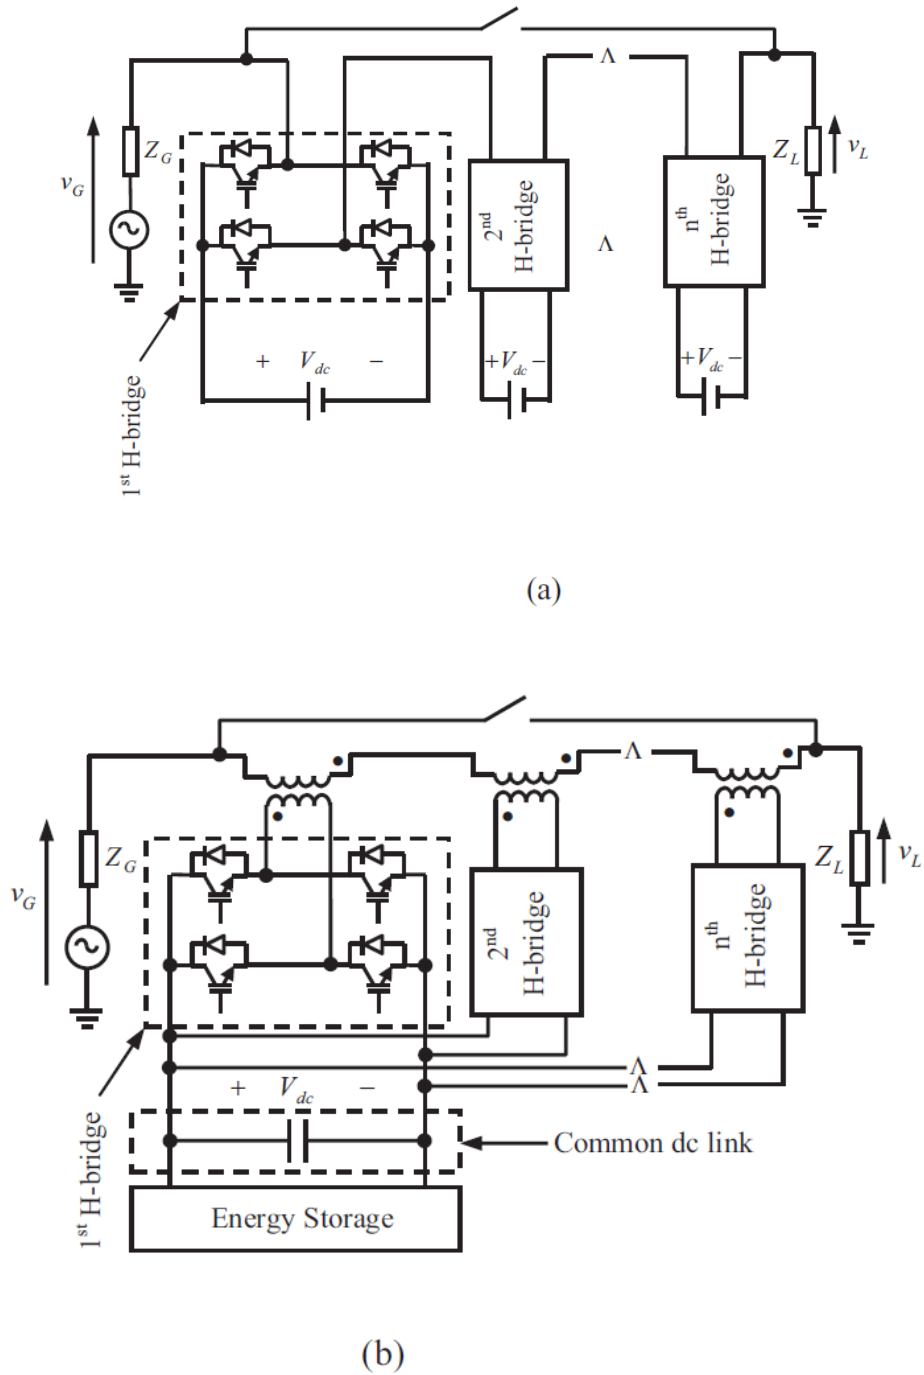 Λ
Z_G
v_G
Z_L
v_L
2nd
H-bridge
Λ
nth
H-bridge
+ V_dc −
+V_dc−
+V_dc−
1st H-bridge
(a)
Λ
Z_G
v_G
Z_L
v_L
2nd
H-bridge
nth
H-bridge
Λ
Λ
+ V_dc −
1st H-bridge
Common dc link
Energy Storage
(b)